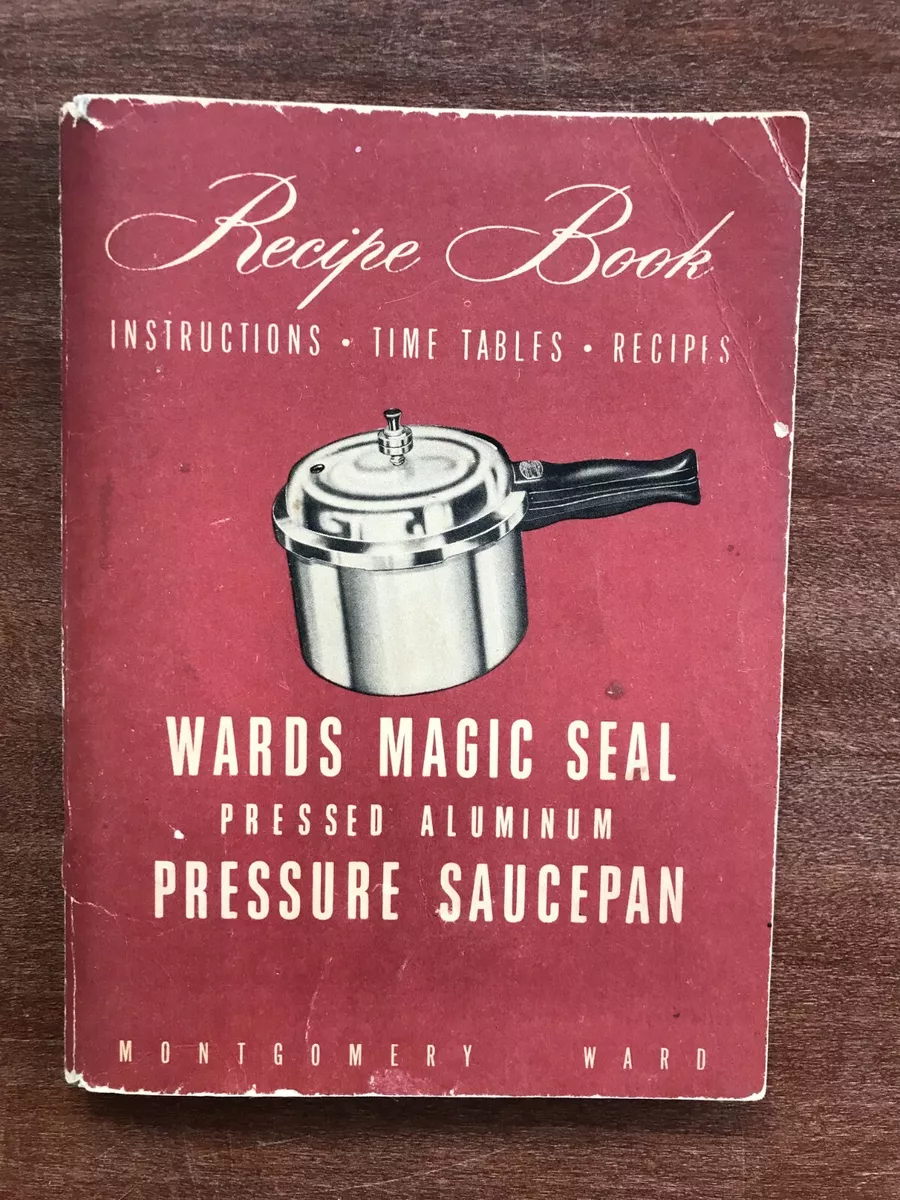 Recipe Book
INSTRUCTIONS • TIME TABLES • RECIPES
WARDS MAGIC SEAL
PRESSED ALUMINUM
PRESSURE SAUCEPAN
MONTGOMERY WARD